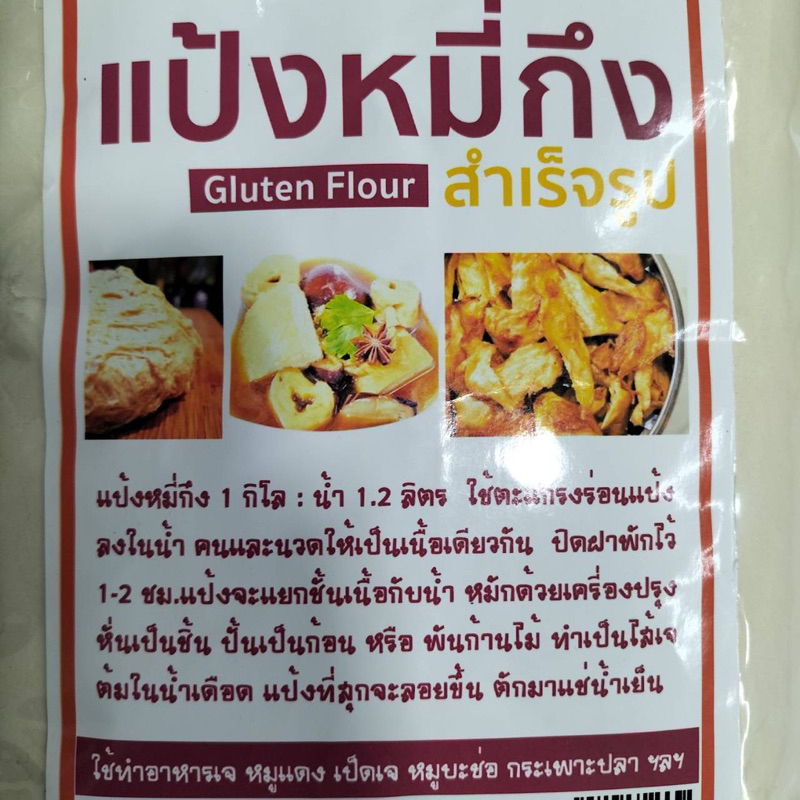 แป้งหมี่กึง
Gluten Flour สำเร็จรูป
แป้งหมี่กึง 1 กิโล : น้ำ 1.2 ลิตร ใช้ตะแกรงร่อนแป้ง
ลงในน้ำ คนและนวดให้เป็นเนื้อเดียวกัน ปิดฝาพักไว้
1-2 ชม.แป้งจะแยกชั้นเนื้อกับน้ำ หมักด้วยเครื่องปรุง
หั่นเป็นชิ้น ปั้นเป็นก้อน หรือ พันก้านไม้ ทำเป็นไส้เจ
ต้มในน้ำเดือด แป้งที่สุกจะลอยขึ้น ตักมาแช่น้ำเย็น
ใช้ทำอาหารเจ หมูแดง เป็ดเจ หมูบะช่อ กระเพาะปลา ฯลฯ